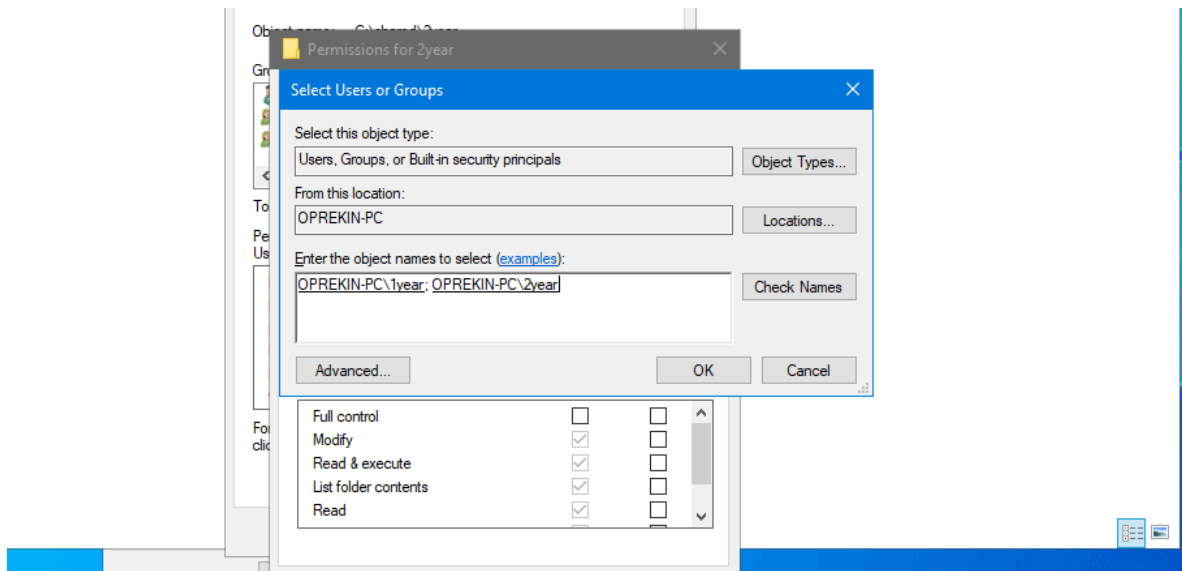 Permissions for 2year
Select Users or Groups
Select this object type:
Users, Groups, or Built-in security principals
Object Types...
From this location:
OPREKIN-PC
Locations...
Enter the object names to select (examples):
OPREKIN-PC\1year; OPREKIN-PC\2year
Check Names
Advanced...
OK
Cancel
Full control
Modify
Read & execute
List folder contents
Read